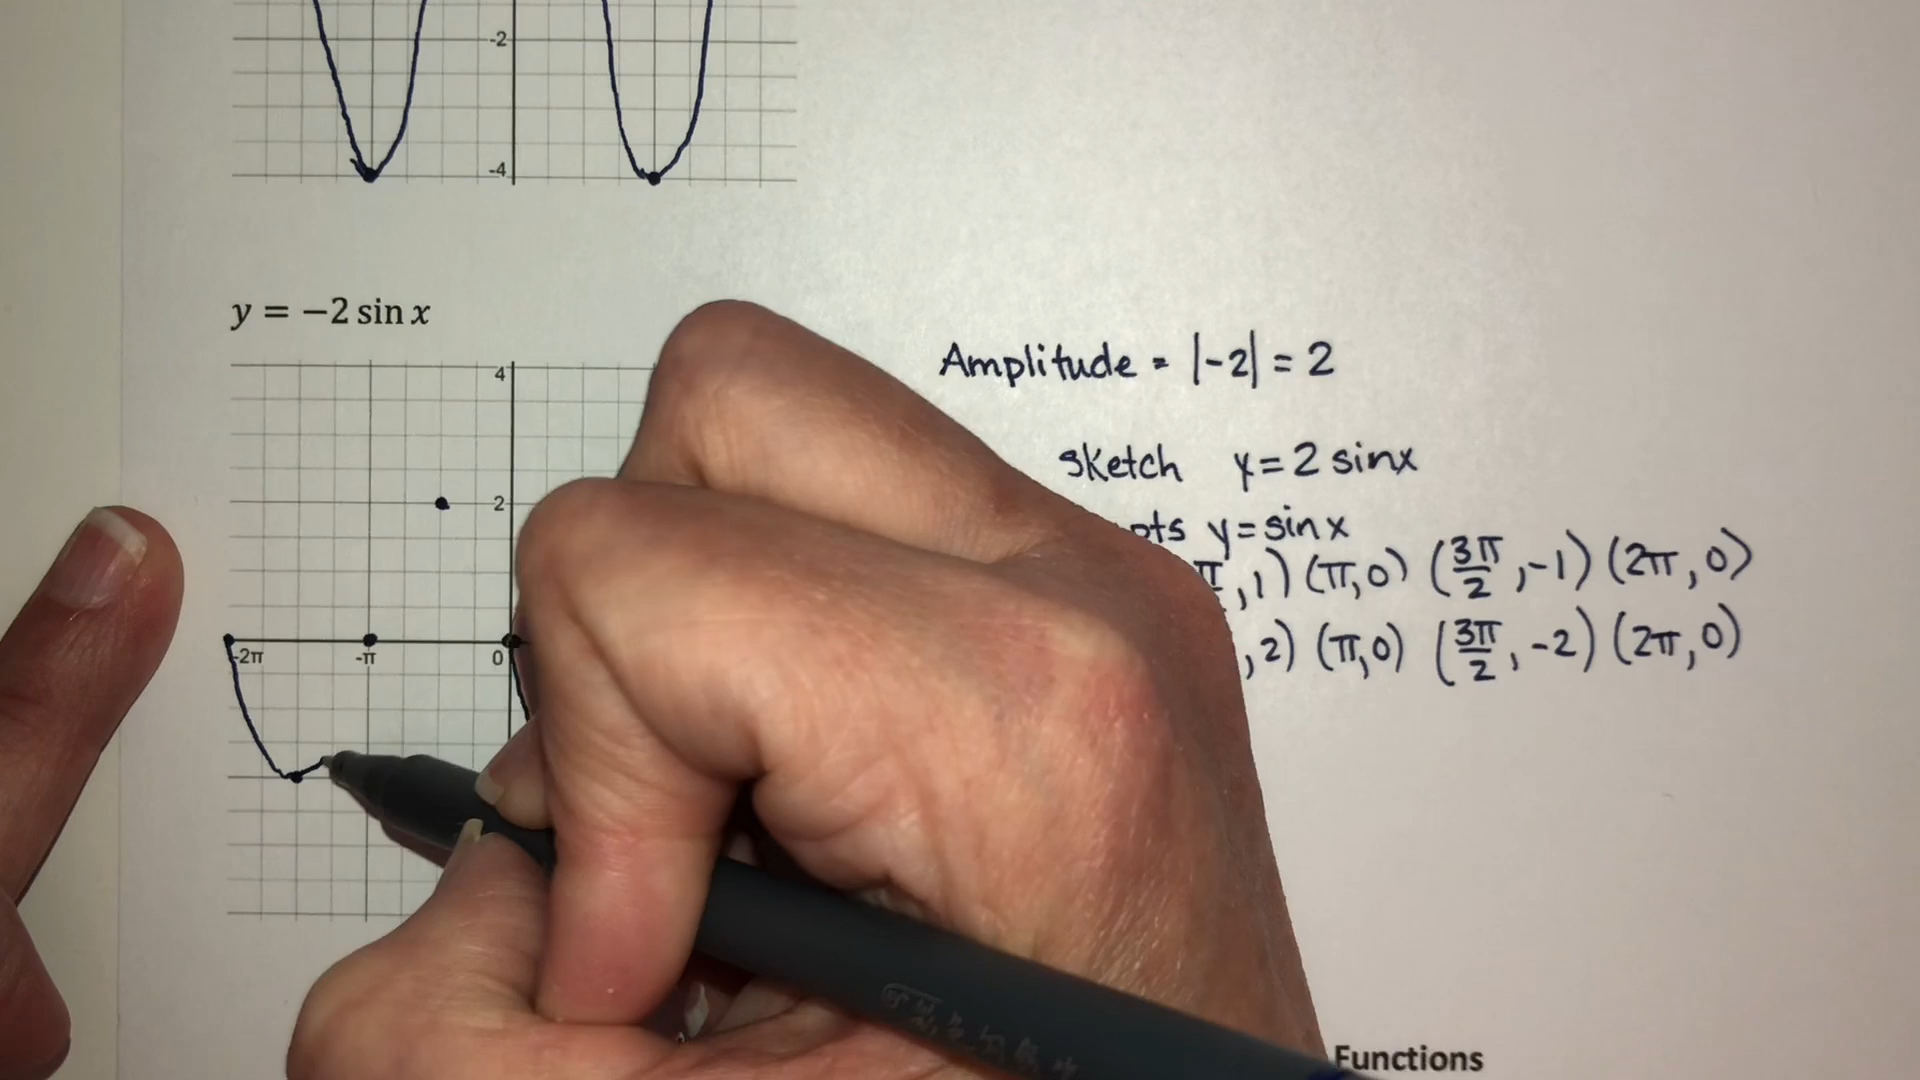 -2
-4
y = −2 sin x
4
2
-2π -π 0
Amplitude = |-2| = 2
sketch y = 2 sinx
y = sin x
,1) (π,0) (3π/2,-1) (2π,0)
,2) (π,0) (3π/2,-2) (2π,0)
Functions